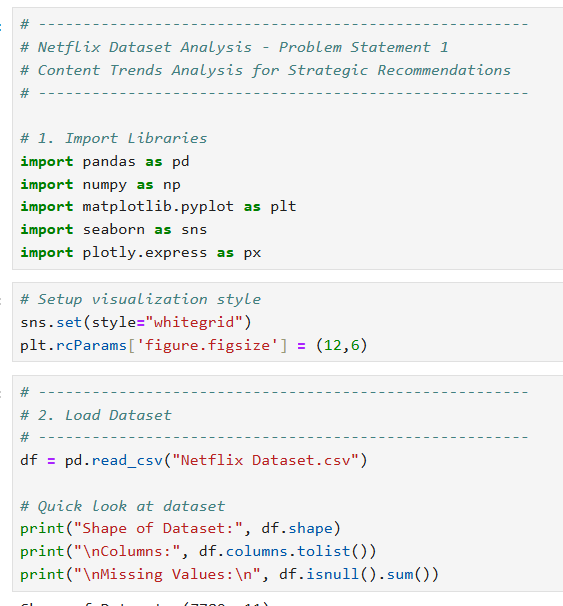 # -------------------------------------------------------
# Netflix Dataset Analysis - Problem Statement 1
# Content Trends Analysis for Strategic Recommendations
# -------------------------------------------------------
# 1. Import Libraries
import pandas as pd
import numpy as np
import matplotlib.pyplot as plt
import seaborn as sns
import plotly.express as px
# Setup visualization style
sns.set(style="whitegrid")
plt.rcParams['figure.figsize'] = (12,6)
# -------------------------------------------------------
# 2. Load Dataset
# -------------------------------------------------------
df = pd.read_csv("Netflix Dataset.csv")
# Quick look at dataset
print("Shape of Dataset:", df.shape)
print("\nColumns:", df.columns.tolist())
print("\nMissing Values:\n", df.isnull().sum())